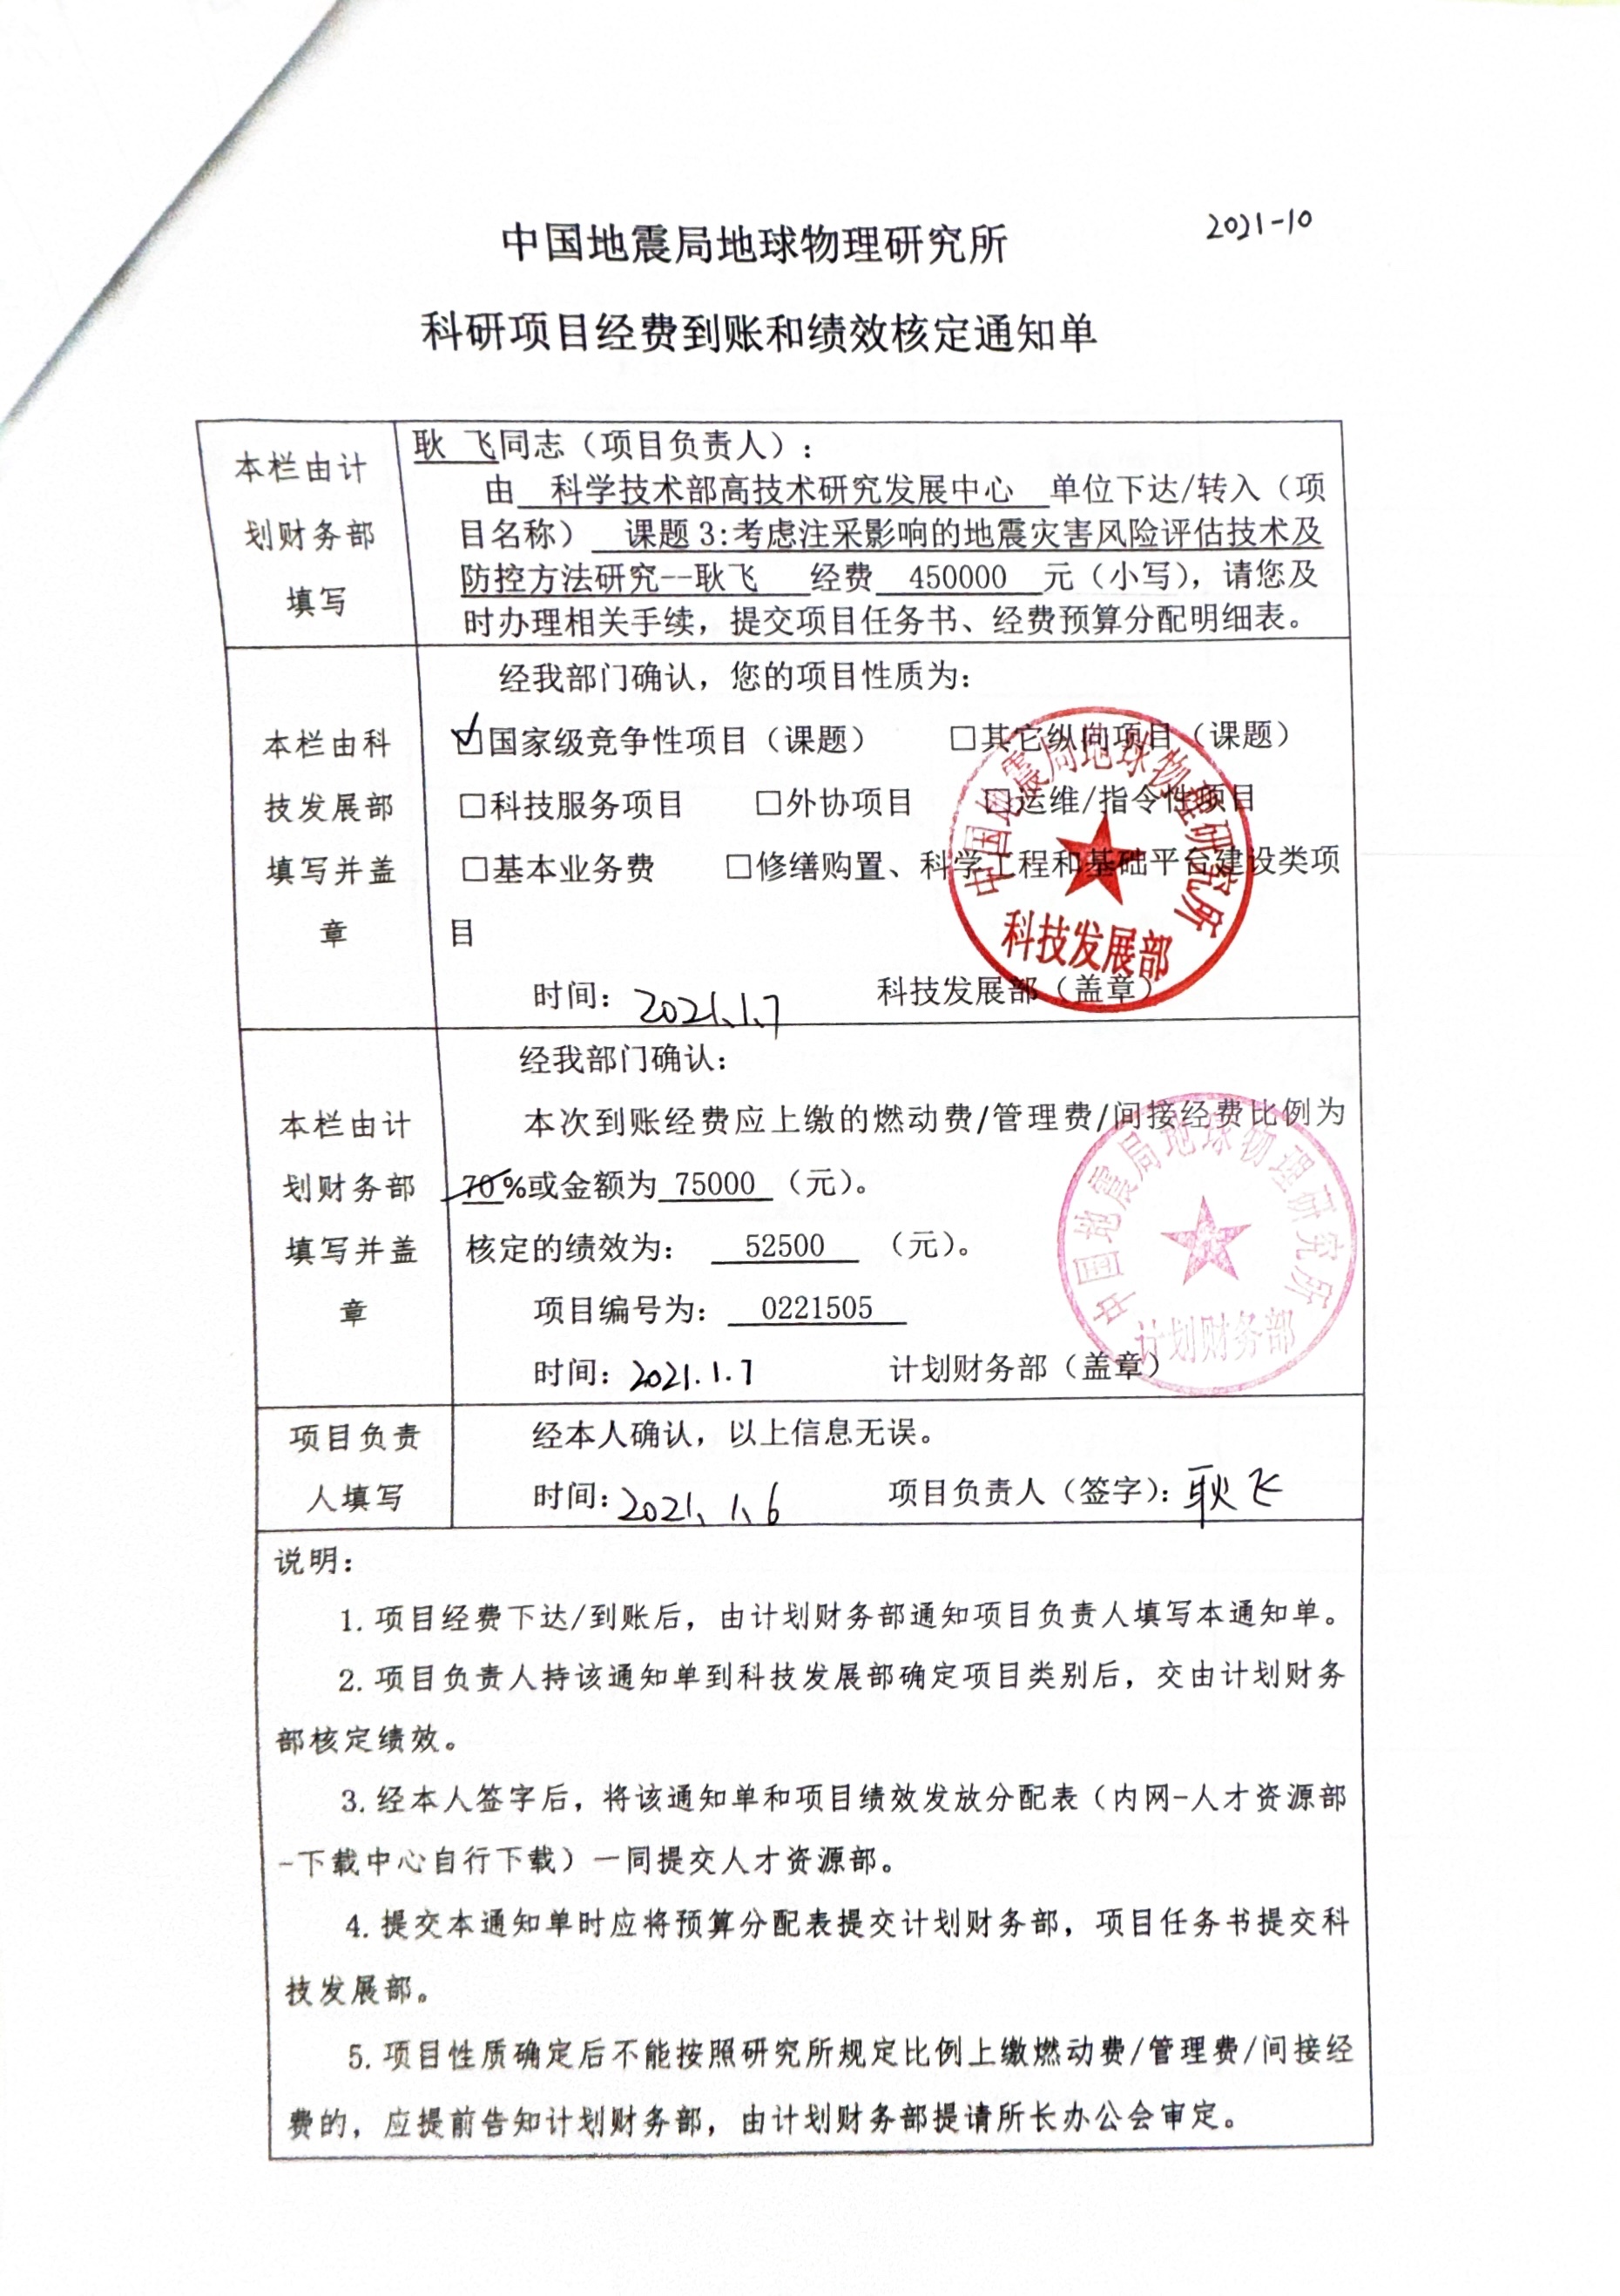 2021-10
中国地震局地球物理研究所
科研项目经费到账和绩效核定通知单
本栏由计
划财务部
填写
耿 飞同志（项目负责人）：
由 科学技术部高技术研究发展中心 单位下达/转入（项
目名称） 课题3:考虑注采影响的地震灾害风险评估技术及
防控方法研究--耿飞 经费 450000 元（小写），请您及
时办理相关手续，提交项目任务书、经费预算分配明细表。
本栏由科
技发展部
填写并盖
章
经我部门确认，您的项目性质为：
☑国家级竞争性项目（课题） □其它纵向项目（课题）
□科技服务项目 □外协项目 □运维/指令性项目
□基本业务费 □修缮购置、科学工程和基础平台建设类项
目
时间：2021.1.7 科技发展部（盖章）
中国地震局地球物理研究所
科技发展部
本栏由计
划财务部
填写并盖
章
经我部门确认：
本次到账经费应上缴的燃动费/管理费/间接经费比例为
70%或金额为 75000 （元）。
核定的绩效为： 52500 （元）。
项目编号为： 0221505
时间：2021.1.7 计划财务部（盖章）
中国地震局地球物理研究所
计划财务部
项目负责
人填写
经本人确认，以上信息无误。
时间：2021.1.6 项目负责人（签字）：耿飞
说明：
1.项目经费下达/到账后，由计划财务部通知项目负责人填写本通知单。
2.项目负责人持该通知单到科技发展部确定项目类别后，交由计划财务
部核定绩效。
3.经本人签字后，将该通知单和项目绩效发放分配表（内网-人才资源部
-下载中心自行下载）一同提交人才资源部。
4.提交本通知单时应将预算分配表提交计划财务部，项目任务书提交科
技发展部。
5.项目性质确定后不能按照研究所规定比例上缴燃动费/管理费/间接经
费的，应提前告知计划财务部，由计划财务部提请所长办公会审定。